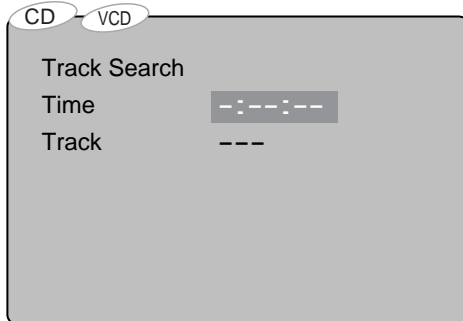 CD VCD
Track Search
Time -:--:--
Track ---